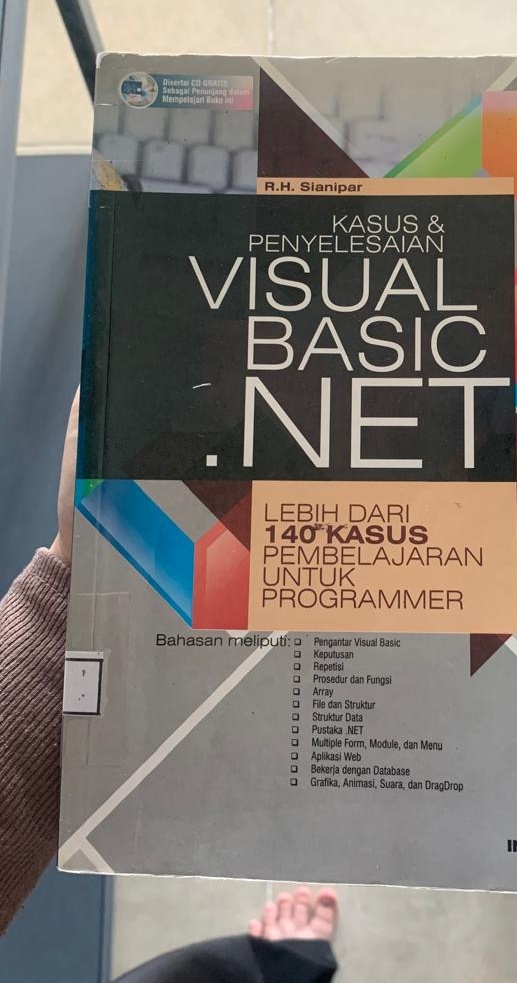 Disertai CD GRATIS
Sebagai Penunjang dalam
Mempelajari Buku ini
R.H. Sianipar
KASUS &
PENYELESAIAN
VISUAL
BASIC
.NET
LEBIH DARI
140 KASUS
PEMBELAJARAN
UNTUK
PROGRAMMER
Bahasan meliputi:
Pengantar Visual Basic
Keputusan
Repetisi
Prosedur dan Fungsi
Array
File dan Struktur
Struktur Data
Pustaka .NET
Multiple Form, Module, dan Menu
Aplikasi Web
Bekerja dengan Database
Grafika, Animasi, Suara, dan DragDrop